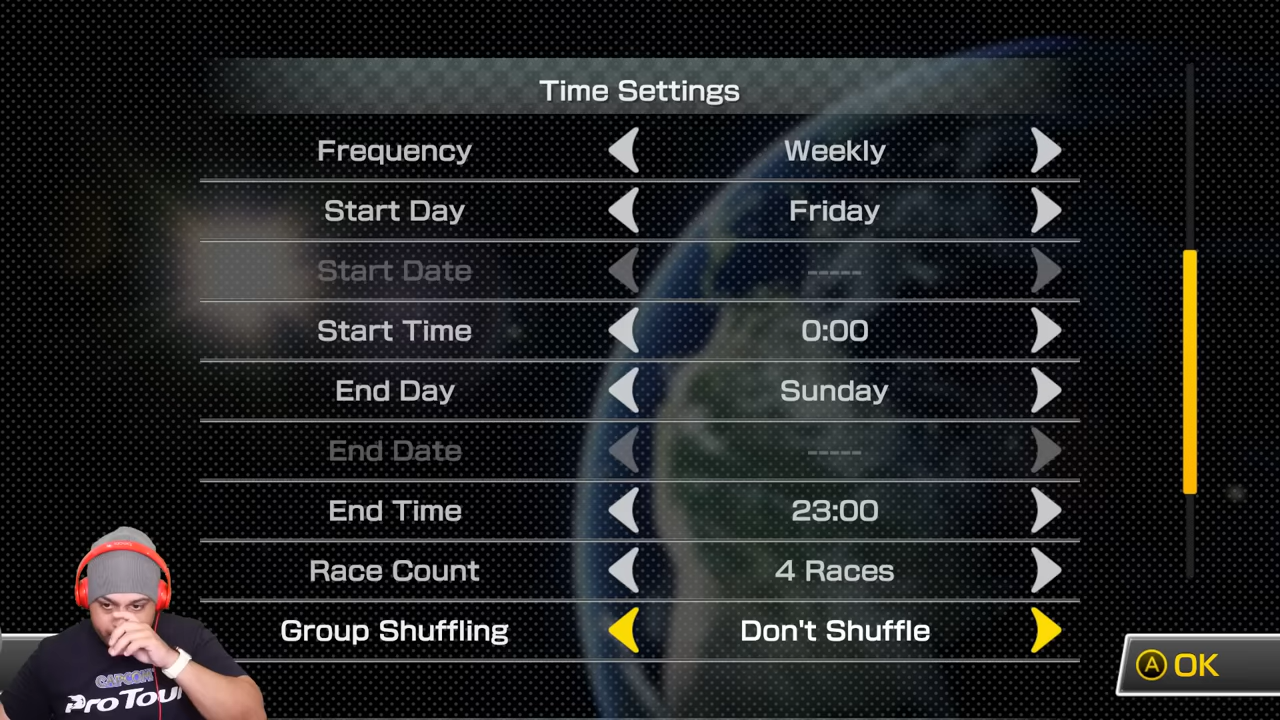 Time Settings
Frequency Weekly
Start Day Friday
Start Date -----
Start Time 0:00
End Day Sunday
End Date -----
End Time 23:00
Race Count 4 Races
Group Shuffling Don't Shuffle
A OK
CAPCOM
Pro Tour